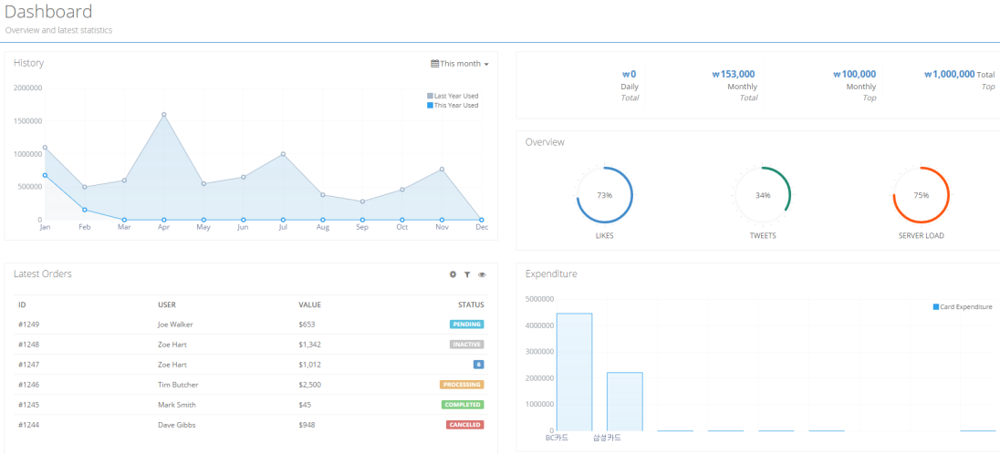 Dashboard
Overview and latest statistics
History
This month
2000000
1500000
1000000
500000
0
Last Year Used
This Year Used
Jan Feb Mar Apr May Jun Jul Aug Sep Oct Nov Dec
₩0 ₩153,000 ₩100,000 ₩1,000,000 Total
Daily Monthly Monthly Top
Total Total Top
Overview
73% 34% 75%
LIKES TWEETS SERVER LOAD
Latest Orders
ID USER VALUE STATUS
#1249 Joe Walker $653 PENDING
#1248 Zoe Hart $1,342 INACTIVE
#1247 Zoe Hart $1,012 6
#1246 Tim Butcher $2,500 PROCESSING
#1245 Mark Smith $45 COMPLETED
#1244 Dave Gibbs $948 CANCELED
Expenditure
5000000
4000000
3000000
2000000
1000000
0
Card Expenditure
BC카드 삼성카드